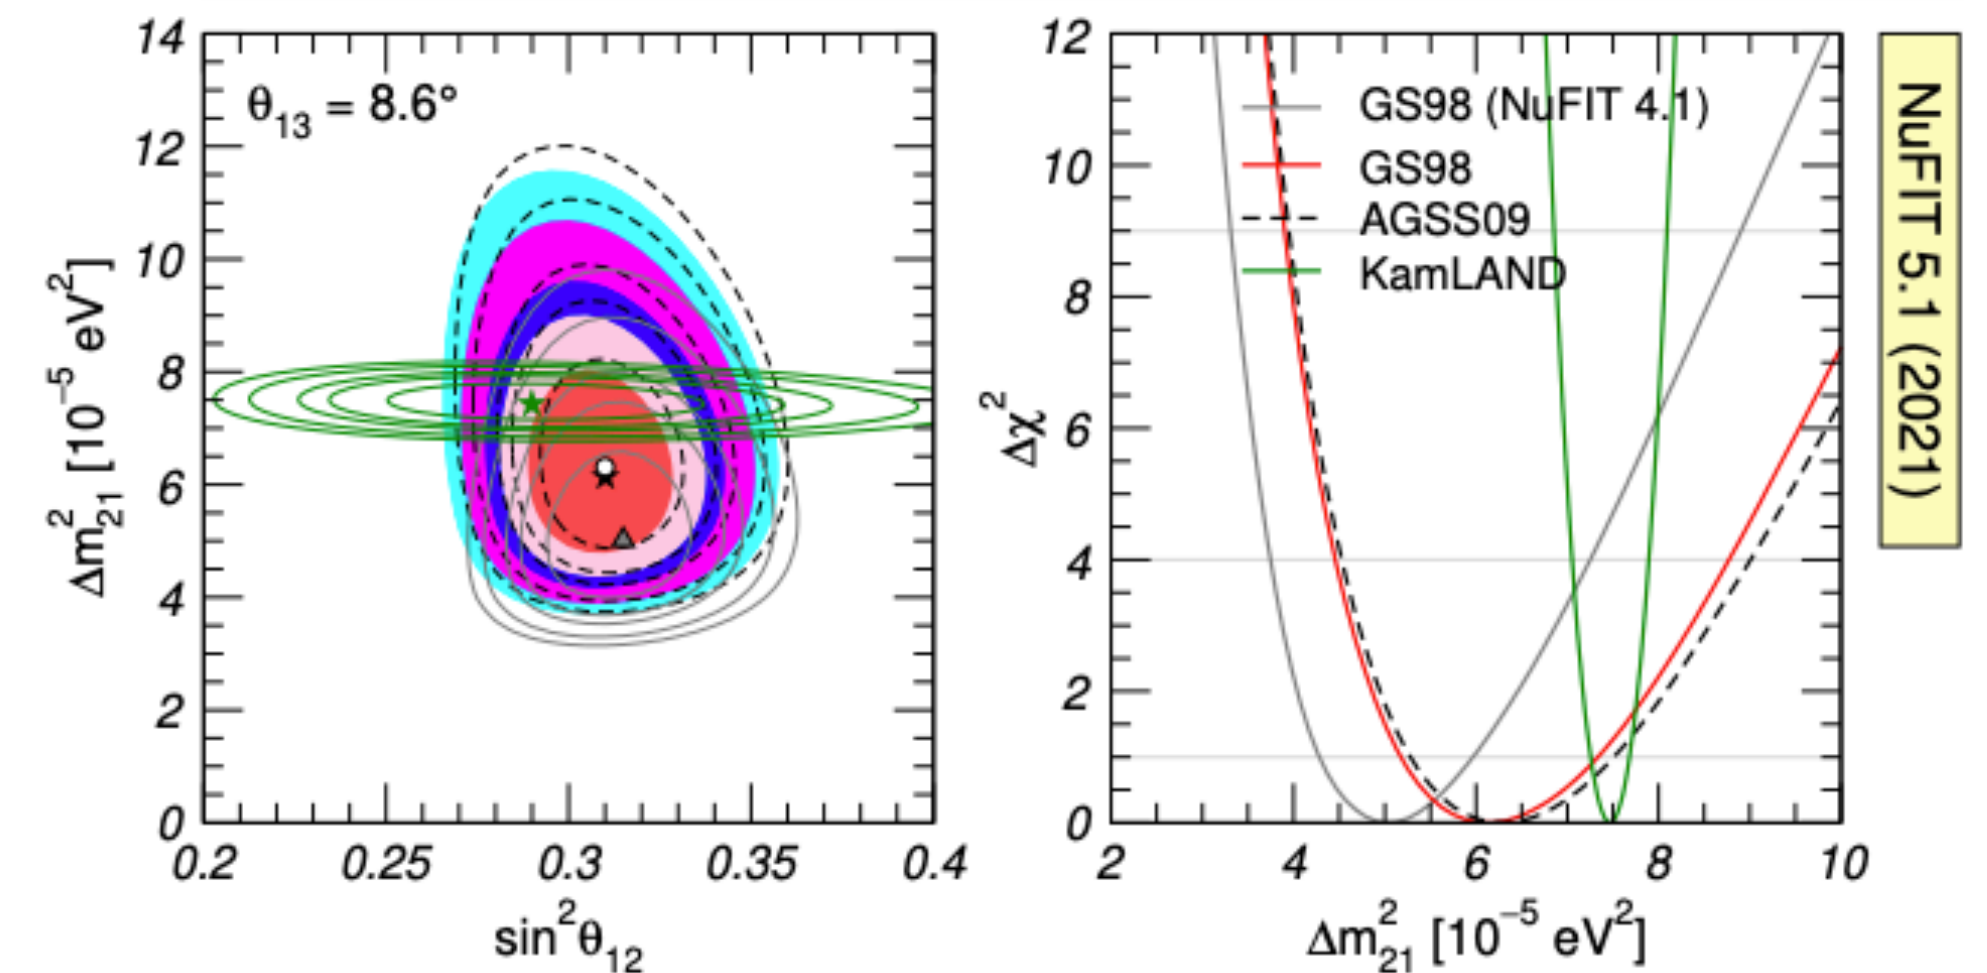 θ₁₃ = 8.6°
14
12
10
8
6
4
2
0
0.2 0.25 0.3 0.35 0.4
sin²θ₁₂
Δm²₂₁ [10⁻⁵ eV²]
12
10
8
6
4
2
0
2 4 6 8 10
Δm²₂₁ [10⁻⁵ eV²]
Δχ²
GS98 (NuFIT 4.1)
GS98
AGSS09
KamLAND
NuFIT 5.1 (2021)